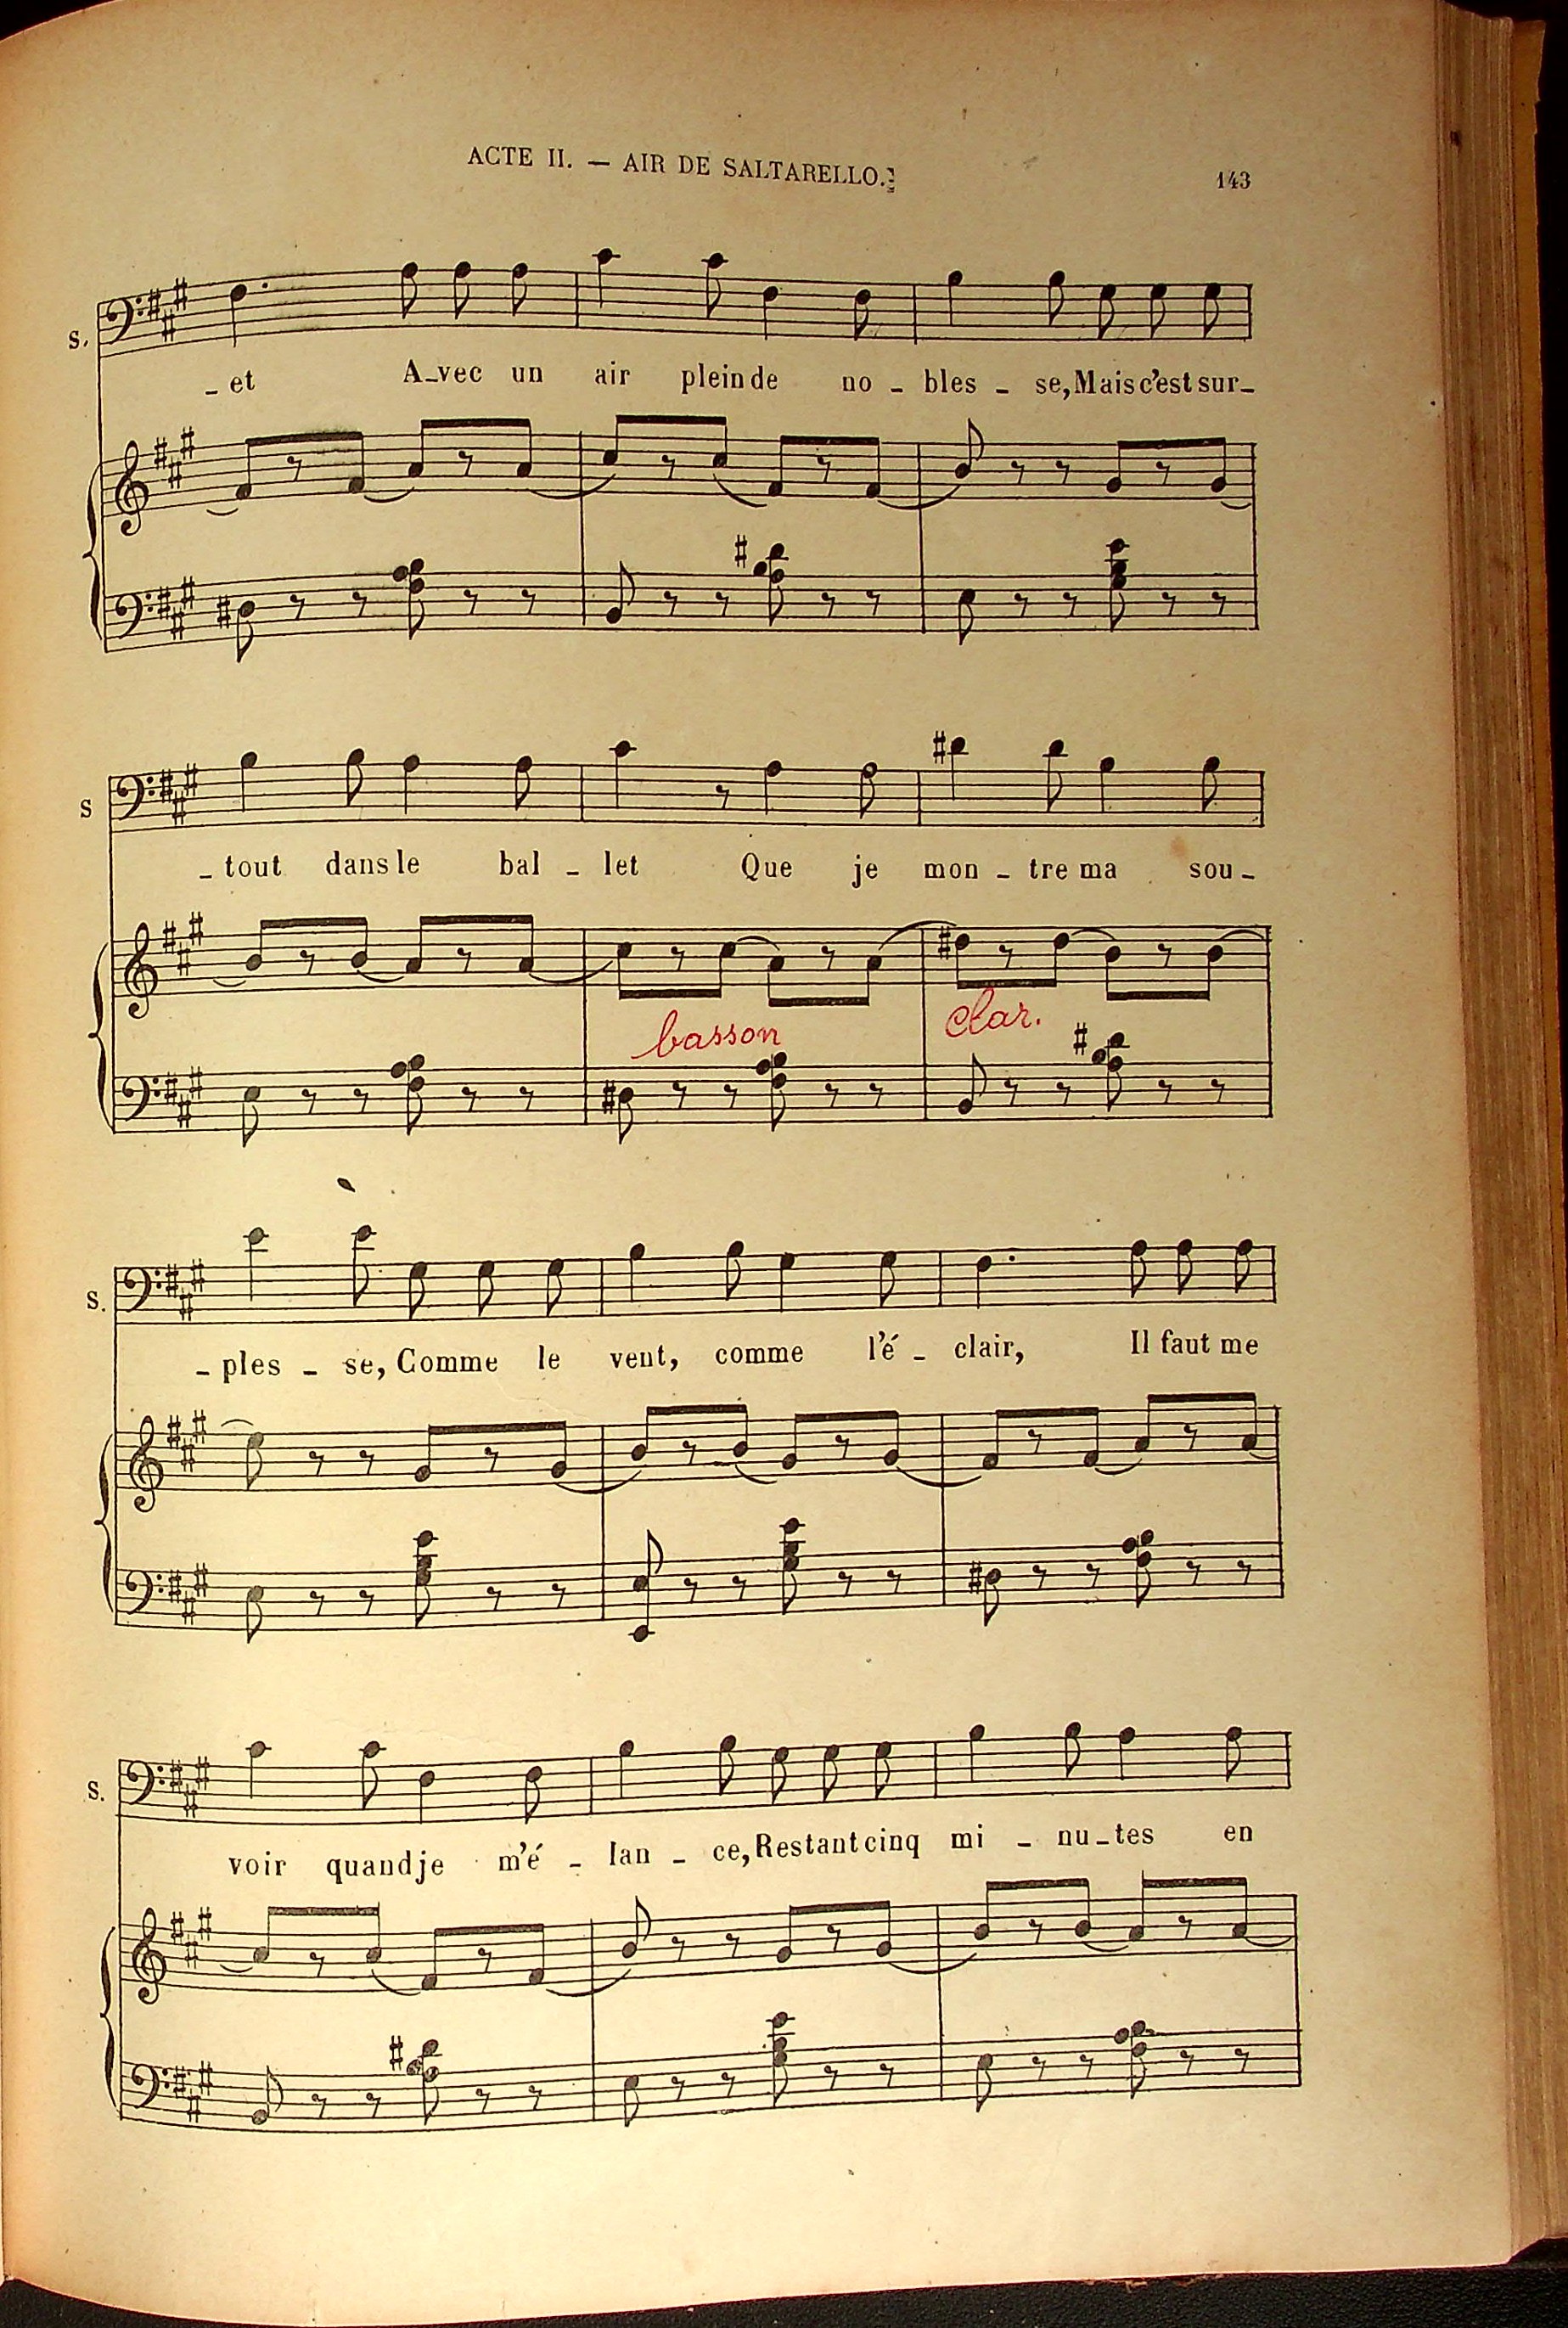 ACTE II. — AIR DE SALTARELLO.
143
S.
_ et A_vec un air plein de no _ bles _ se, Mais c'est sur_
S
_ tout dans le bal _ let Que je mon _ tre ma sou_
basson clar.
S.
_ ples _ se, Comme le vent, comme l'é _ clair, Il faut me
S.
voir quand je m'é _ lan _ ce, Restant cinq mi _ nu_tes en